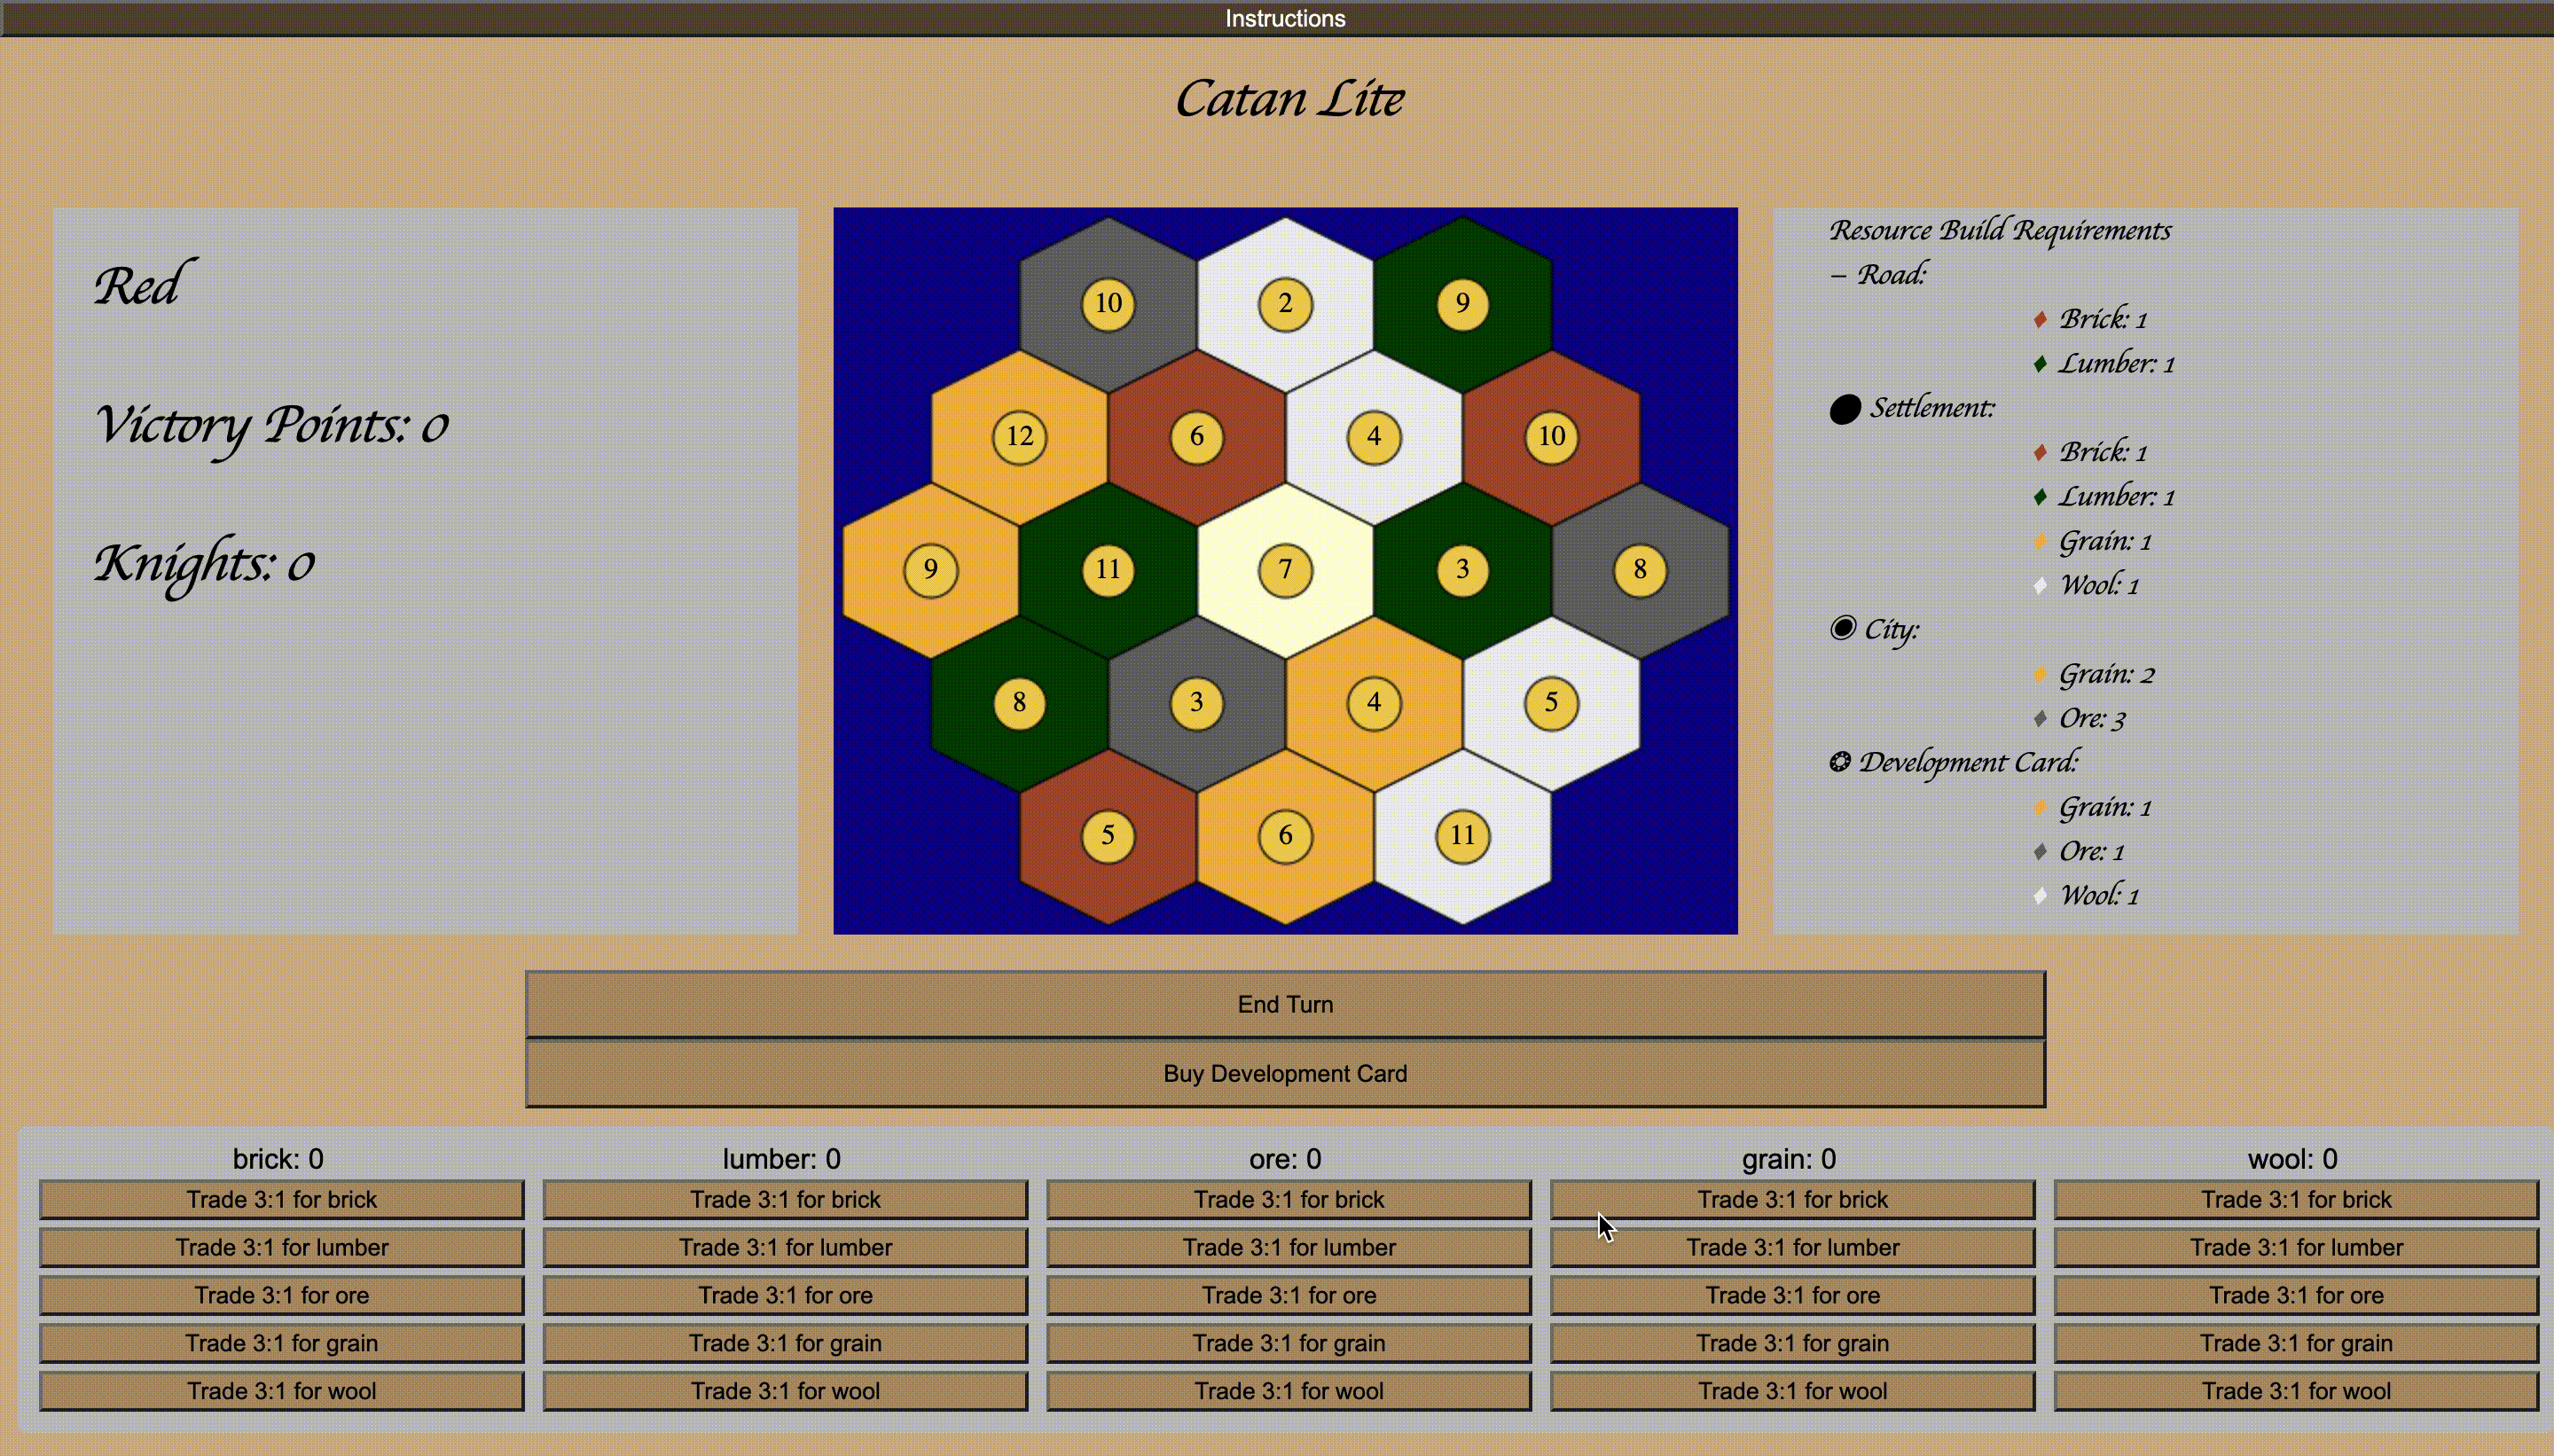 Instructions
Catan Lite
Red
Victory Points: 0
Knights: 0
10 2 9
12 6 4 10
9 11 7 3 8
8 3 4 5
5 6 11
Resource Build Requirements
– Road:
♦ Brick: 1
♦ Lumber: 1
⬤ Settlement:
♦ Brick: 1
♦ Lumber: 1
♦ Grain: 1
♦ Wool: 1
◉ City:
♦ Grain: 2
♦ Ore: 3
❂ Development Card:
♦ Grain: 1
♦ Ore: 1
♦ Wool: 1
End Turn
Buy Development Card
brick: 0 lumber: 0 ore: 0 grain: 0 wool: 0
Trade 3:1 for brick Trade 3:1 for brick Trade 3:1 for brick Trade 3:1 for brick Trade 3:1 for brick
Trade 3:1 for lumber Trade 3:1 for lumber Trade 3:1 for lumber Trade 3:1 for lumber Trade 3:1 for lumber
Trade 3:1 for ore Trade 3:1 for ore Trade 3:1 for ore Trade 3:1 for ore Trade 3:1 for ore
Trade 3:1 for grain Trade 3:1 for grain Trade 3:1 for grain Trade 3:1 for grain Trade 3:1 for grain
Trade 3:1 for wool Trade 3:1 for wool Trade 3:1 for wool Trade 3:1 for wool Trade 3:1 for wool